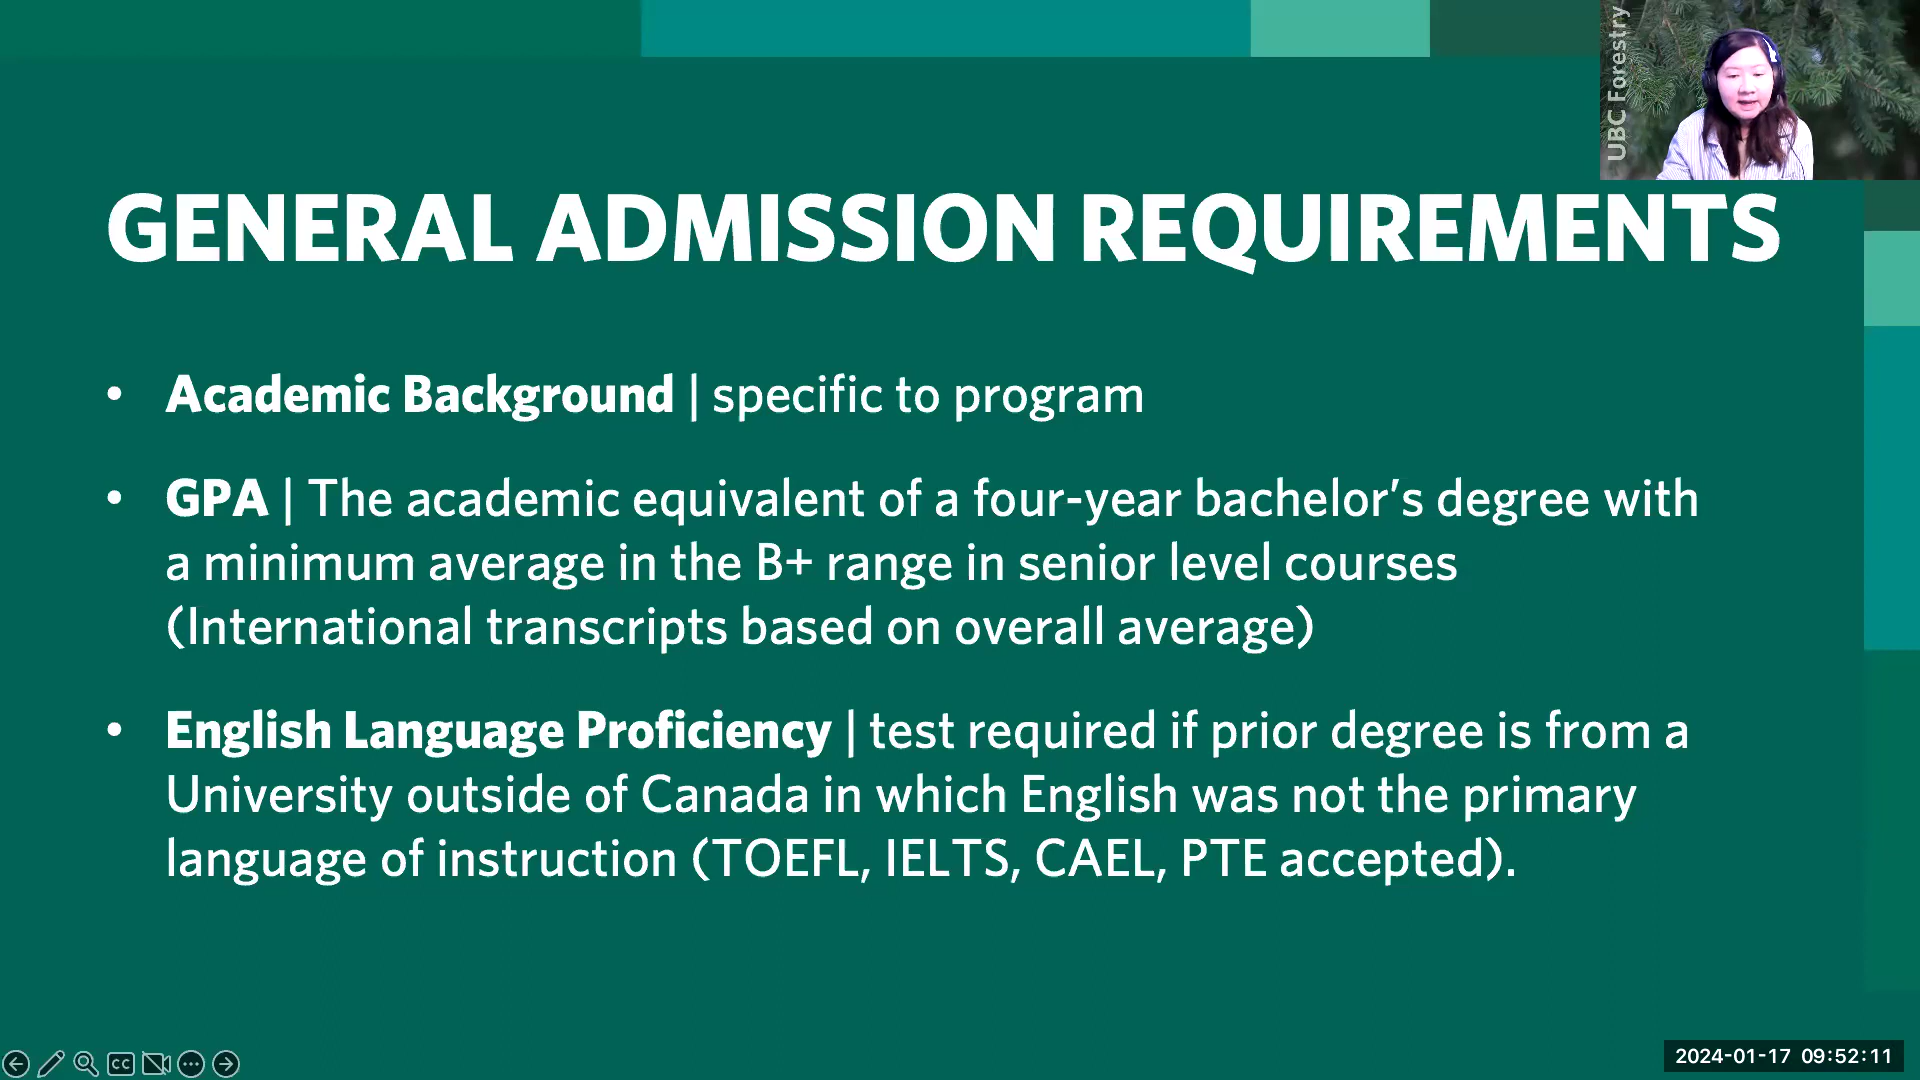 UBC Forestry
GENERAL ADMISSION REQUIREMENTS
• Academic Background | specific to program
• GPA | The academic equivalent of a four-year bachelor’s degree with
a minimum average in the B+ range in senior level courses
(International transcripts based on overall average)
• English Language Proficiency | test required if prior degree is from a
University outside of Canada in which English was not the primary
language of instruction (TOEFL, IELTS, CAEL, PTE accepted).
CC
2024-01-17 09:52:11